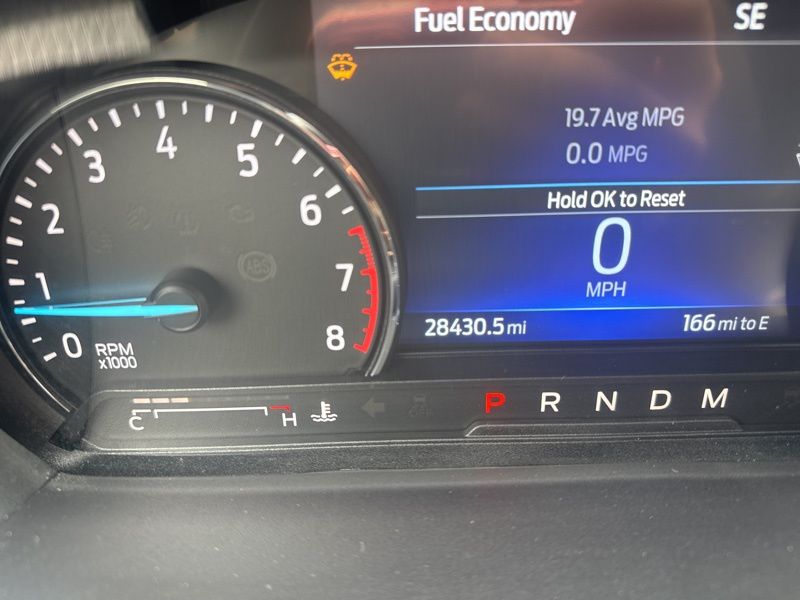 Fuel Economy SE
19.7 Avg MPG
0.0 MPG
Hold OK to Reset
0
MPH
28430.5 mi 166 mi to E
0 1 2 3 4 5 6 7 8
RPM
x1000
ABS
C H
P R N D M